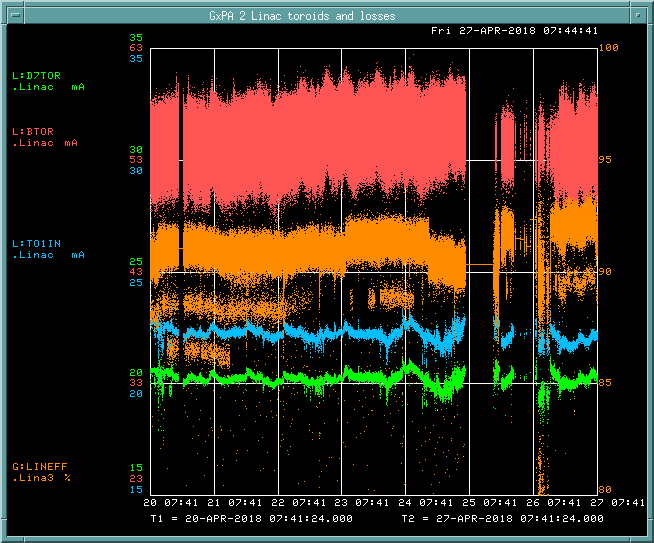 GxPA 2 Linac toroids and losses
Fri 27-APR-2018 07:44:41
35
63
35
100
L:D7TOR
.Linac mA
L:BTOR
.Linac mA
30
53
30
95
L:TO1IN
.Linac mA
25
43
25
90
20
33
20
85
G:LINEFF
.Lina3 %
15
23
15
80
20 07:41 21 07:41 22 07:41 23 07:41 24 07:41 25 07:41 26 07:41 27 07:41
T1 = 20-APR-2018 07:41:24.000 T2 = 27-APR-2018 07:41:24.000